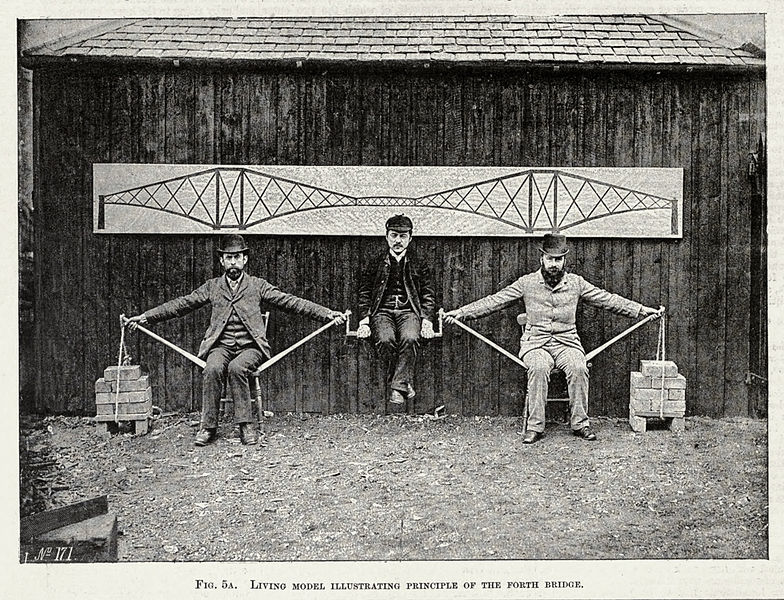 L Nº 171.
FIG. 5A. LIVING MODEL ILLUSTRATING PRINCIPLE OF THE FORTH BRIDGE.